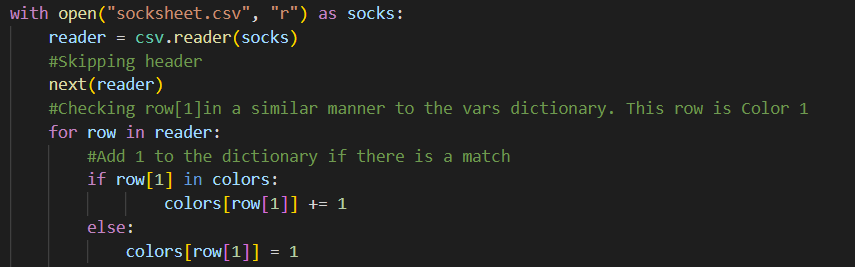 with open("socksheet.csv", "r") as socks:
    reader = csv.reader(socks)
    #Skipping header
    next(reader)
    #Checking row[1]in a similar manner to the vars dictionary. This row is Color 1
    for row in reader:
        #Add 1 to the dictionary if there is a match
        if row[1] in colors:
                colors[row[1]] += 1
        else:
            colors[row[1]] = 1